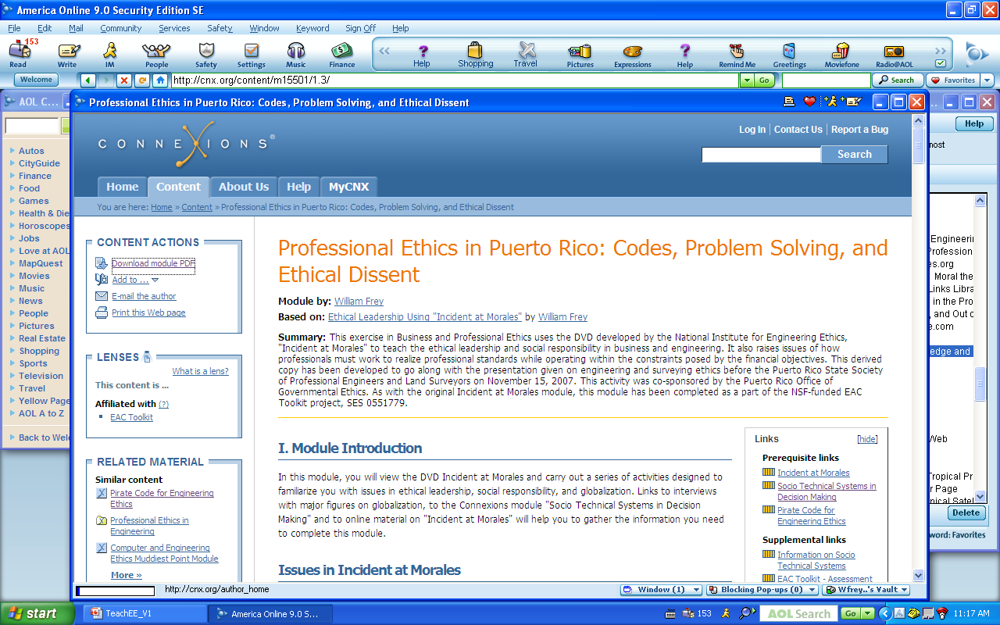 America Online 9.0 Security Edition SE
File Edit Mail Community Services Safety Window Keyword Sign Off Help
153
Read Write IM People Safety Settings Music Finance Help Shopping Travel Pictures Expressions Help Remind Me Greetings Moviefone Radio@AOL
Welcome http://cnx.org/content/m15501/1.3/ Go Search Favorites
AOL C...
Professional Ethics in Puerto Rico: Codes, Problem Solving, and Ethical Dissent
Autos
CityGuide
Finance
Food
Games
Health & Die
Horoscopes
Jobs
Love at AOL
MapQuest
Movies
Music
News
People
Pictures
Real Estate
Shopping
Sports
Television
Travel
Yellow Page
AOL A to Z
Back to Wel
CONNEXIONS®
Log In Contact Us Report a Bug
Search
Home Content About Us Help MyCNX
You are here: Home » Content » Professional Ethics in Puerto Rico: Codes, Problem Solving, and Ethical Dissent
CONTENT ACTIONS
Download module PDF
Add to ...
E-mail the author
Print this Web page
LENSES
What is a lens?
This content is ...
Affiliated with (?)
EAC Toolkit
RELATED MATERIAL
Similar content
Pirate Code for Engineering
Ethics
Professional Ethics in
Engineering
Computer and Engineering
Ethics Muddiest Point Module
More »
Professional Ethics in Puerto Rico: Codes, Problem Solving, and
Ethical Dissent
Module by: William Frey
Based on: Ethical Leadership Using "Incident at Morales" by William Frey
Summary: This exercise in Business and Professional Ethics uses the DVD developed by the National Institute for Engineering Ethics,
"Incident at Morales" to teach the ethical leadership and social responsibility in business and engineering. It also raises issues of how
professionals must work to realize professional standards while operating within the constraints posed by the financial objectives. This derived
copy has been developed to go along with the presentation given on engineering and surveying ethics before the Puerto Rico State Society
of Professional Engineers and Land Surveyors on November 15, 2007. This activity was co-sponsored by the Puerto Rico Office of
Governmental Ethics. As with the original Incident at Morales module, this module has been completed as a part of the NSF-funded EAC
Toolkit project, SES 0551779.
I. Module Introduction
In this module, you will view the DVD Incident at Morales and carry out a series of activities designed to
familiarize you with issues in ethical leadership, social responsibility, and globalization. Links to interviews
with major figures on globalization, to the Connexions module "Socio Technical Systems in Decision
Making" and to online material on "Incident at Morales" will help you to gather the information you need
to complete this module.
Issues in Incident at Morales
Links [hide]
Prerequisite links
Incident at Morales
Socio Technical Systems in
Decision Making
Pirate Code for
Engineering Ethics
Supplemental links
Information on Socio
Technical Systems
EAC Toolkit - Assessment
Help
nost
Engineeri
Profession
es.org
Moral the
Links Libra
in the Pro
, and Out o
e.com
edge and
Web
Tropical Pr
r Page
nical Satel
Delete
word: Favorites
http://cnx.org/author_home
Window (1) Blocking Pop-ups (0) Wfrey..'s Vault
start TeachEE_V1 America Online 9.0 S... 153 AOL Search Go 11:17 AM